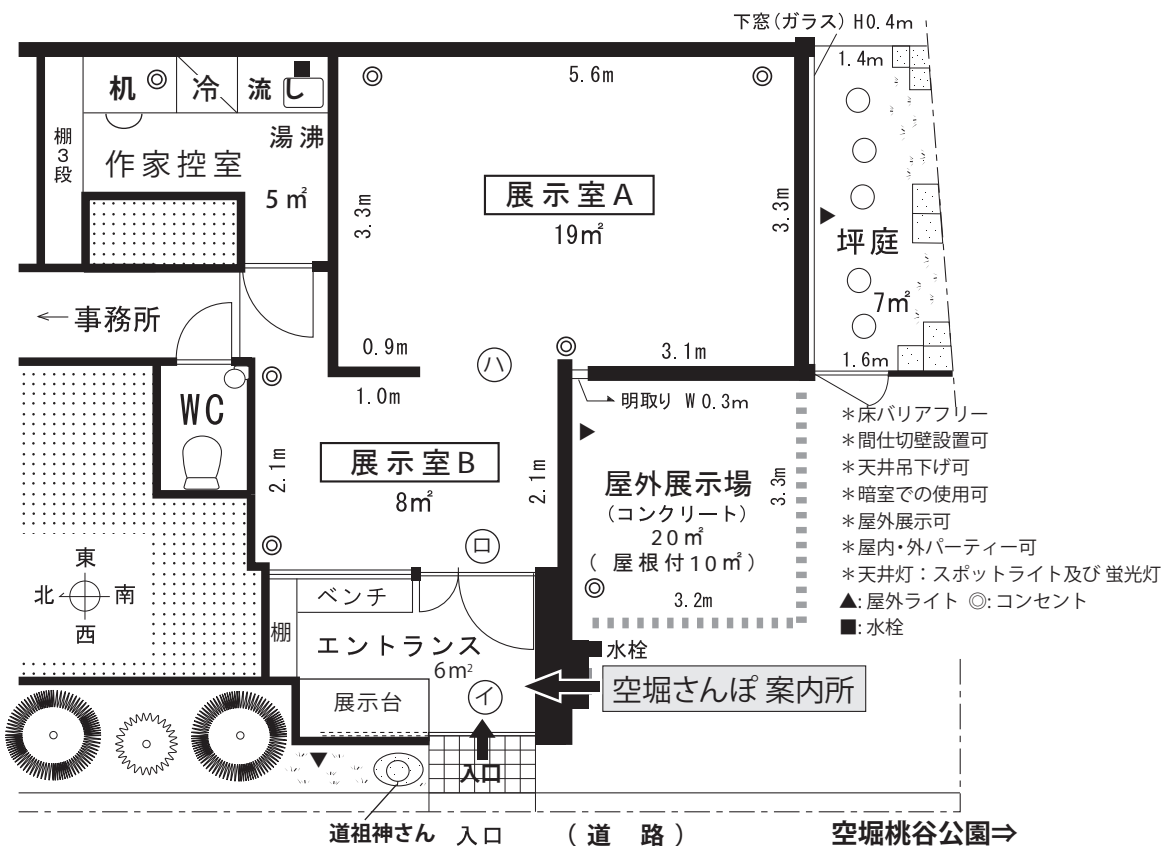 下窓(ガラス) H0.4m
1.4m
5.6m
机 ◎ 冷 流し
湯沸
棚3段
作家控室
5㎡
3.3m
展示室A
19㎡
3.3m
坪庭
7㎡
1.6m
← 事務所
0.9m
ハ
3.1m
1.0m
明取り W0.3m
WC
2.1m
展示室B
8㎡
2.1m
ロ
屋外展示場
(コンクリート)
20㎡
(屋根付10㎡)
3.3m
3.2m
*床バリアフリー
*間仕切壁設置可
*天井吊下げ可
*暗室での使用可
*屋外展示可
*屋内・外パーティー可
*天井灯:スポットライト及び 蛍光灯
▲:屋外ライト ◎:コンセント
■:水栓
東
北 南
西
ベンチ
棚
エントランス
6m²
展示台
イ
水栓
空堀さんぽ 案内所
入口
道祖神さん 入口 (道 路) 空堀桃谷公園⇒